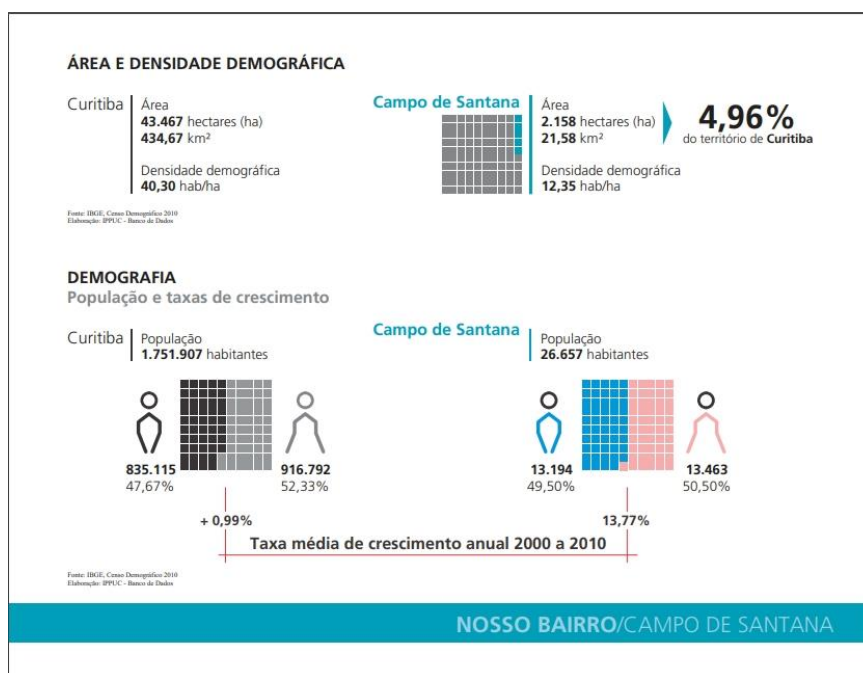 ÁREA E DENSIDADE DEMOGRÁFICA
Curitiba
Área
43.467 hectares (ha)
434,67 km²
Densidade demográfica
40,30 hab/ha
Campo de Santana
Área
2.158 hectares (ha)
21,58 km²
Densidade demográfica
12,35 hab/ha
4,96%
do território de Curitiba
Fonte: IBGE, Censo Demográfico 2010
Elaboração: IPPUC - Banco de Dados
DEMOGRAFIA
População e taxas de crescimento
Curitiba
População
1.751.907 habitantes
Campo de Santana
População
26.657 habitantes
835.115
47,67%
916.792
52,33%
13.194
49,50%
13.463
50,50%
+ 0,99%
13,77%
Taxa média de crescimento anual 2000 a 2010
Fonte: IBGE, Censo Demográfico 2010
Elaboração: IPPUC - Banco de Dados
NOSSO BAIRRO/CAMPO DE SANTANA